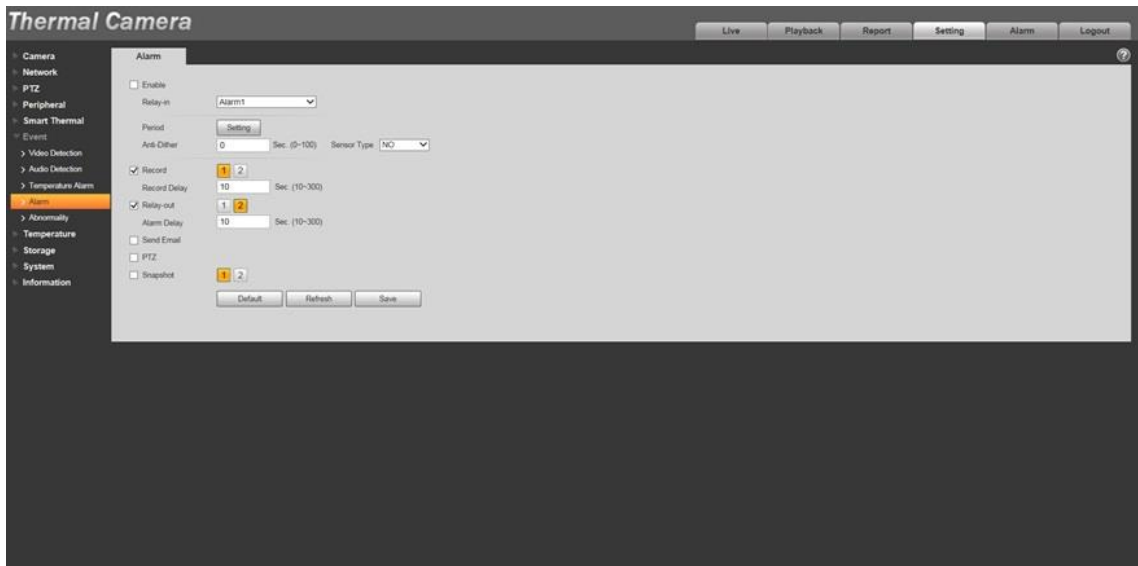 Thermal Camera
Live Playback Report Setting Alarm Logout
Camera
Network
PTZ
Peripheral
Smart Thermal
Event
Video Detection
Audio Detection
Temperature Alarm
Alarm
Abnormality
Temperature
Storage
System
Information
Alarm
?
Enable
Relay-in Alarm1
Period Setting
Anti-Dither 0 Sec. (0~100) Sensor Type NO
Record 1 2
Record Delay 10 Sec. (10~300)
Relay-out 1 2
Alarm Delay 10 Sec. (10~300)
Send Email
PTZ
Snapshot 1 2
Default Refresh Save